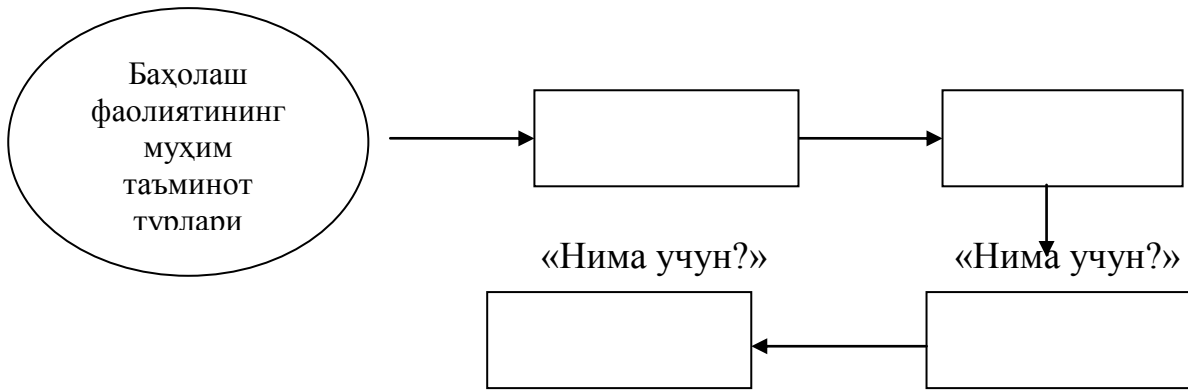 Баҳолаш
фаолиятининг
муҳим
таъминот
турлари
«Нима учун?» «Нима учун?»